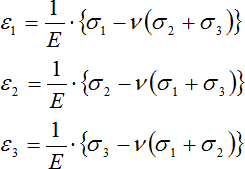 ε₁ = 1/E · {σ₁ − ν(σ₂ + σ₃)}
ε₂ = 1/E · {σ₂ − ν(σ₁ + σ₃)}
ε₃ = 1/E · {σ₃ − ν(σ₁ + σ₂)}